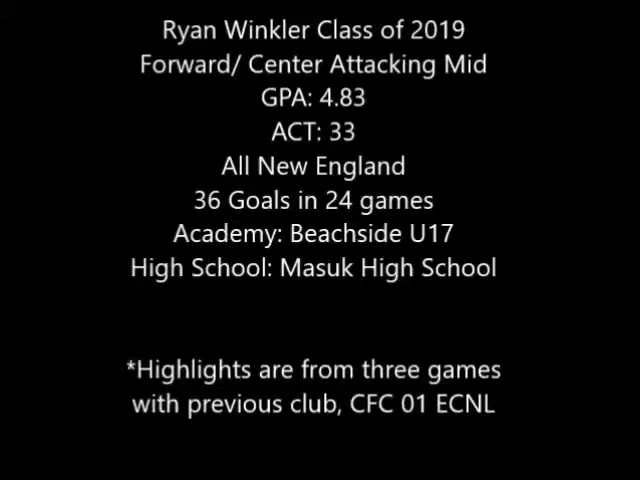 Ryan Winkler Class of 2019
Forward/ Center Attacking Mid
GPA: 4.83
ACT: 33
All New England
36 Goals in 24 games
Academy: Beachside U17
High School: Masuk High School
*Highlights are from three games
with previous club, CFC 01 ECNL